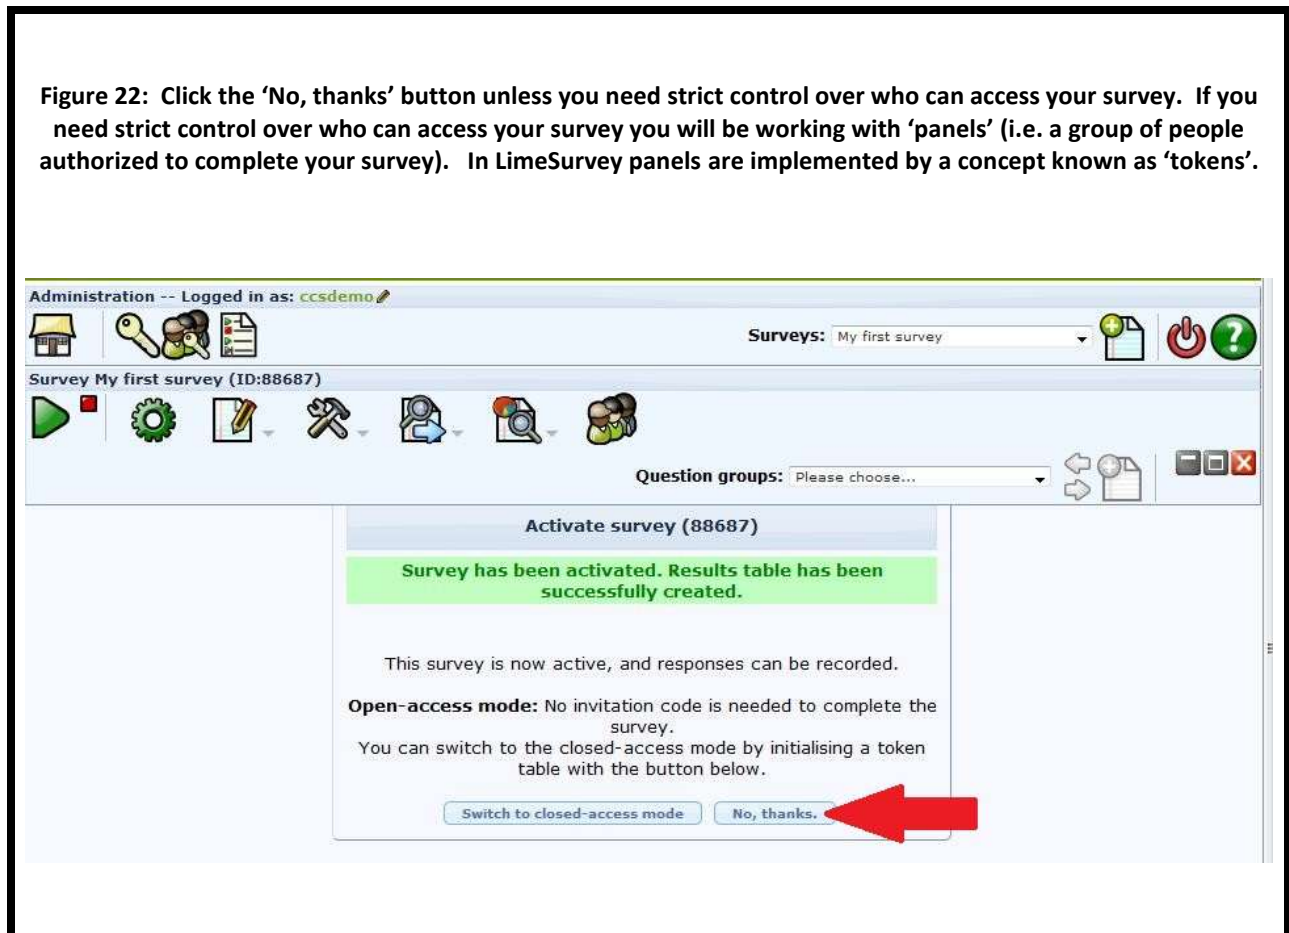 Figure 22:  Click the ‘No, thanks’ button unless you need strict control over who can access your survey.  If you
need strict control over who can access your survey you will be working with ‘panels’ (i.e. a group of people
authorized to complete your survey).   In LimeSurvey panels are implemented by a concept known as ‘tokens’.
Administration -- Logged in as: ccsdemo
Surveys: My first survey
Survey My first survey (ID:88687)
Question groups: Please choose...
Activate survey (88687)
Survey has been activated. Results table has been
successfully created.
This survey is now active, and responses can be recorded.
Open-access mode: No invitation code is needed to complete the
survey.
You can switch to the closed-access mode by initialising a token
table with the button below.
Switch to closed-access mode No, thanks.